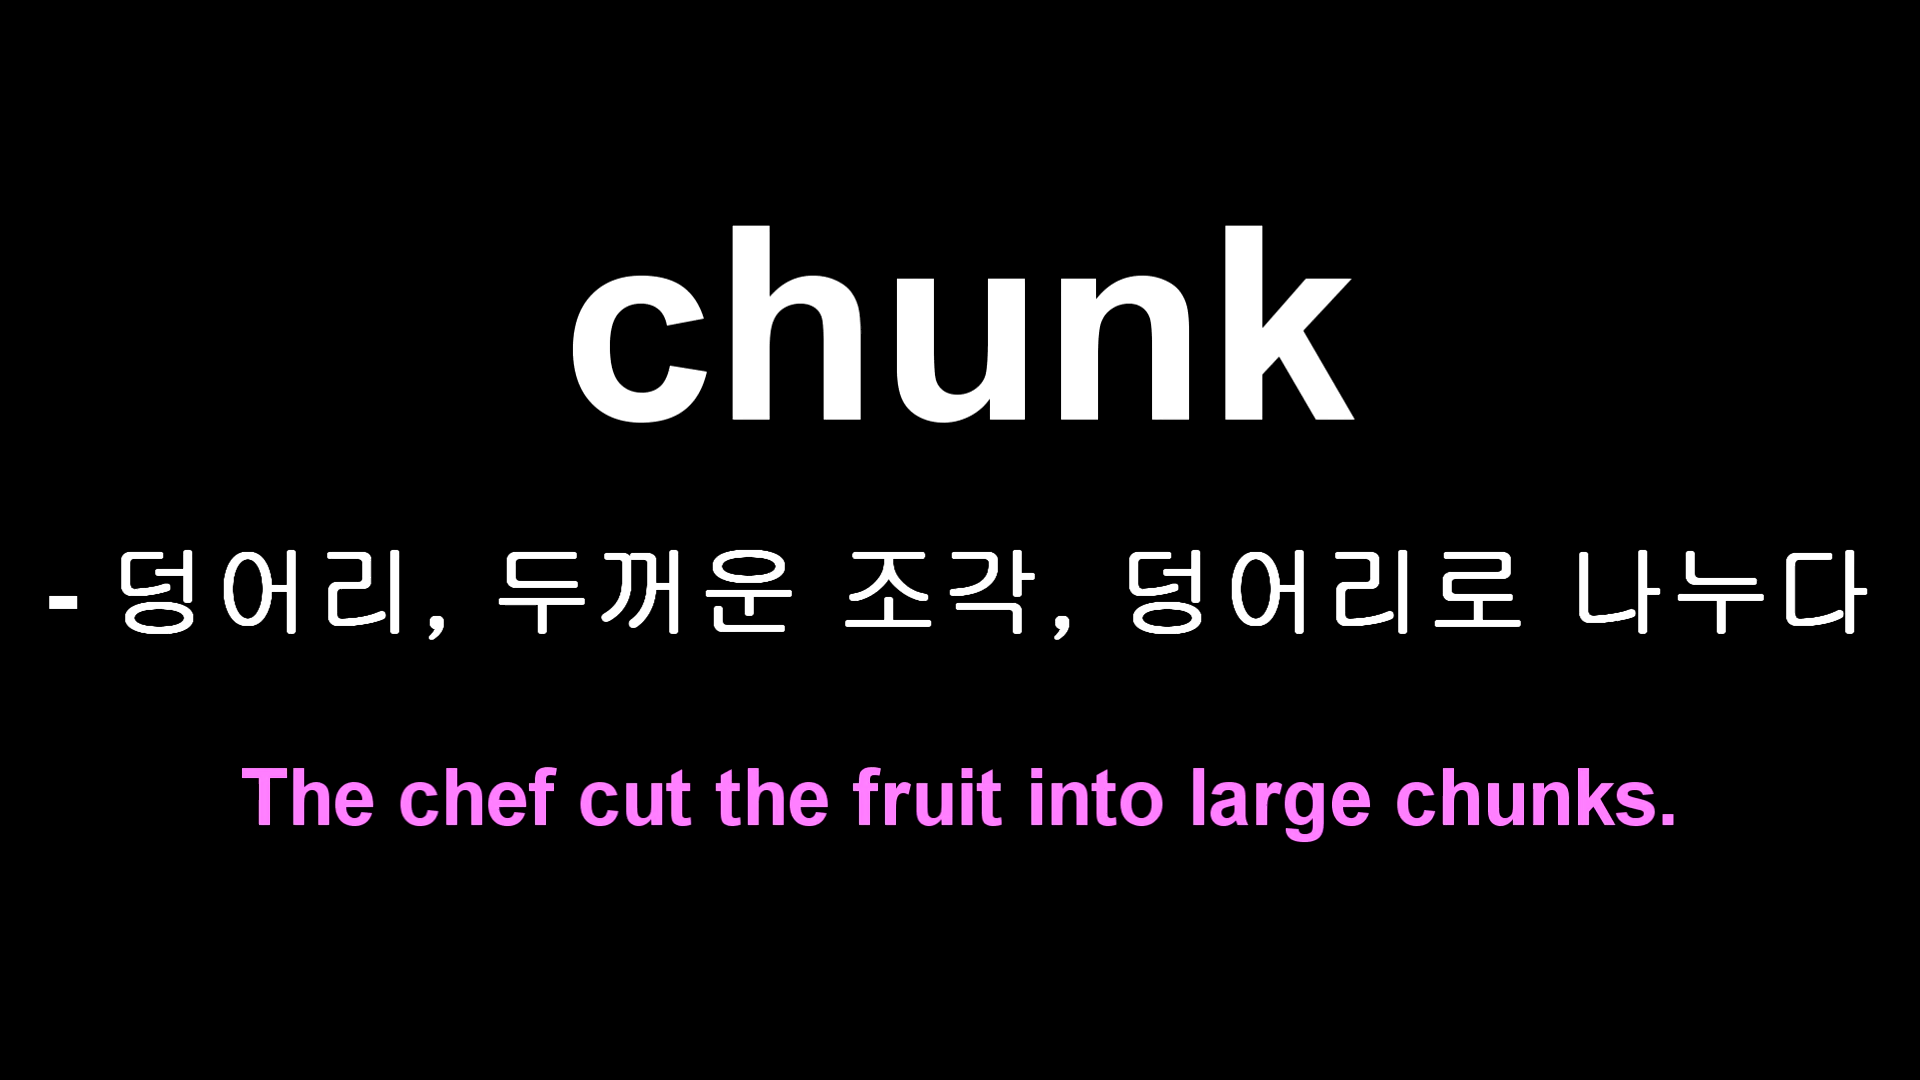 chunk
- 덩어리, 두꺼운 조각, 덩어리로 나누다
The chef cut the fruit into large chunks.